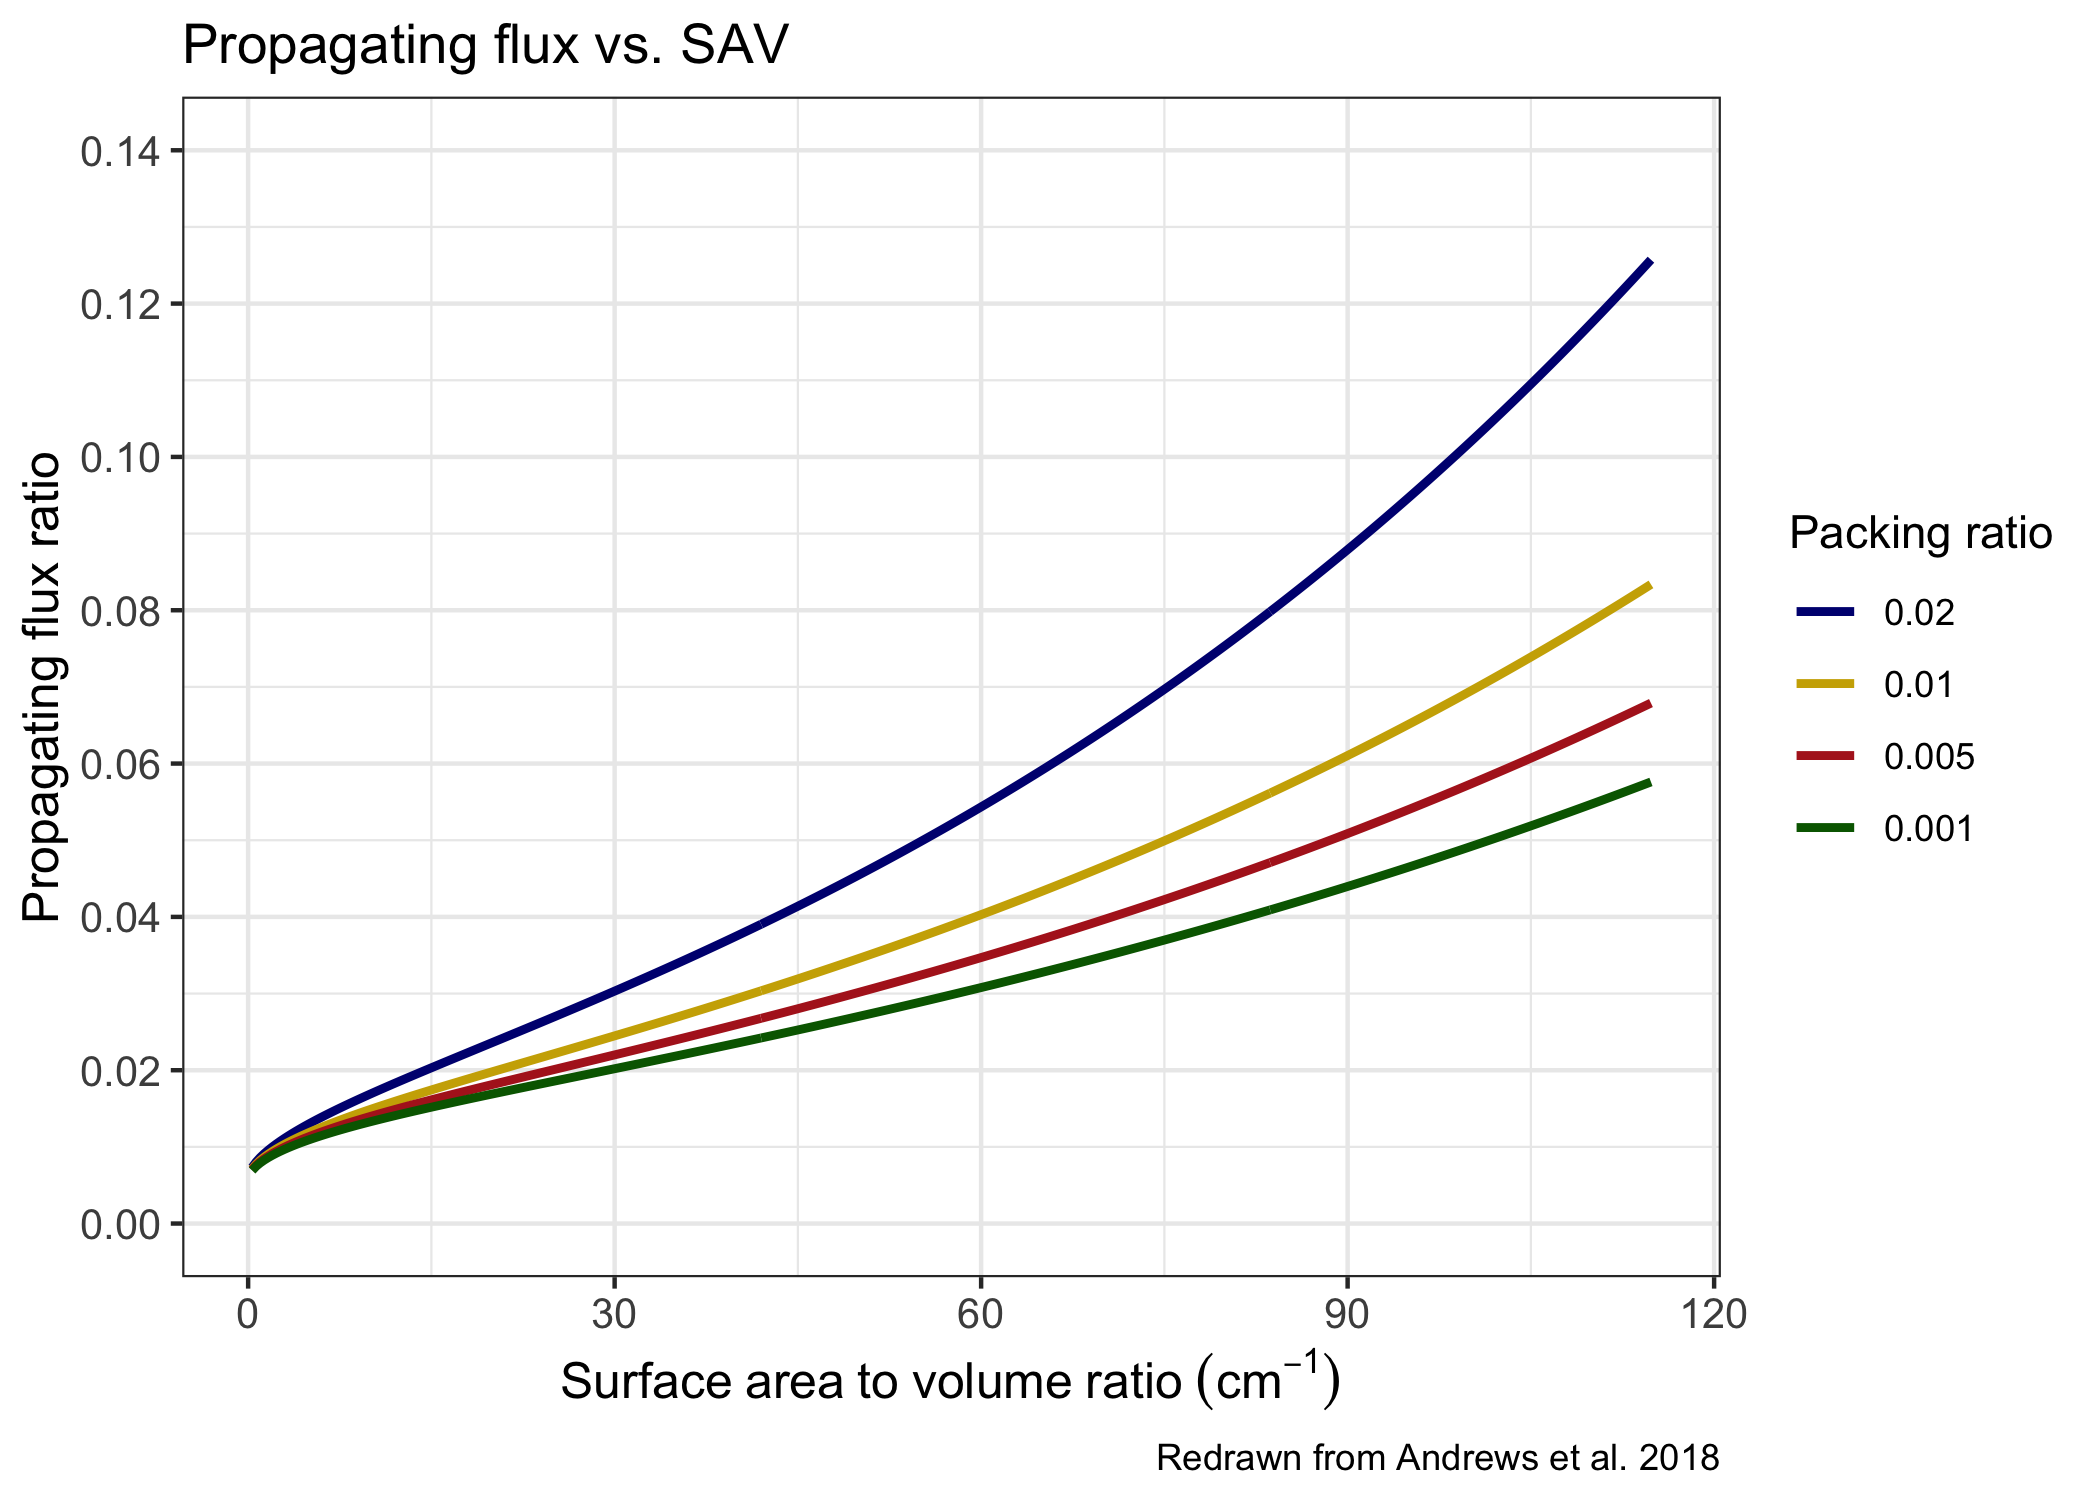 Propagating flux vs. SAV
Propagating flux ratio
0.14
0.12
0.10
0.08
0.06
0.04
0.02
0.00
0 30 60 90 120
Surface area to volume ratio (cm⁻¹)
Packing ratio
0.02
0.01
0.005
0.001
Redrawn from Andrews et al. 2018